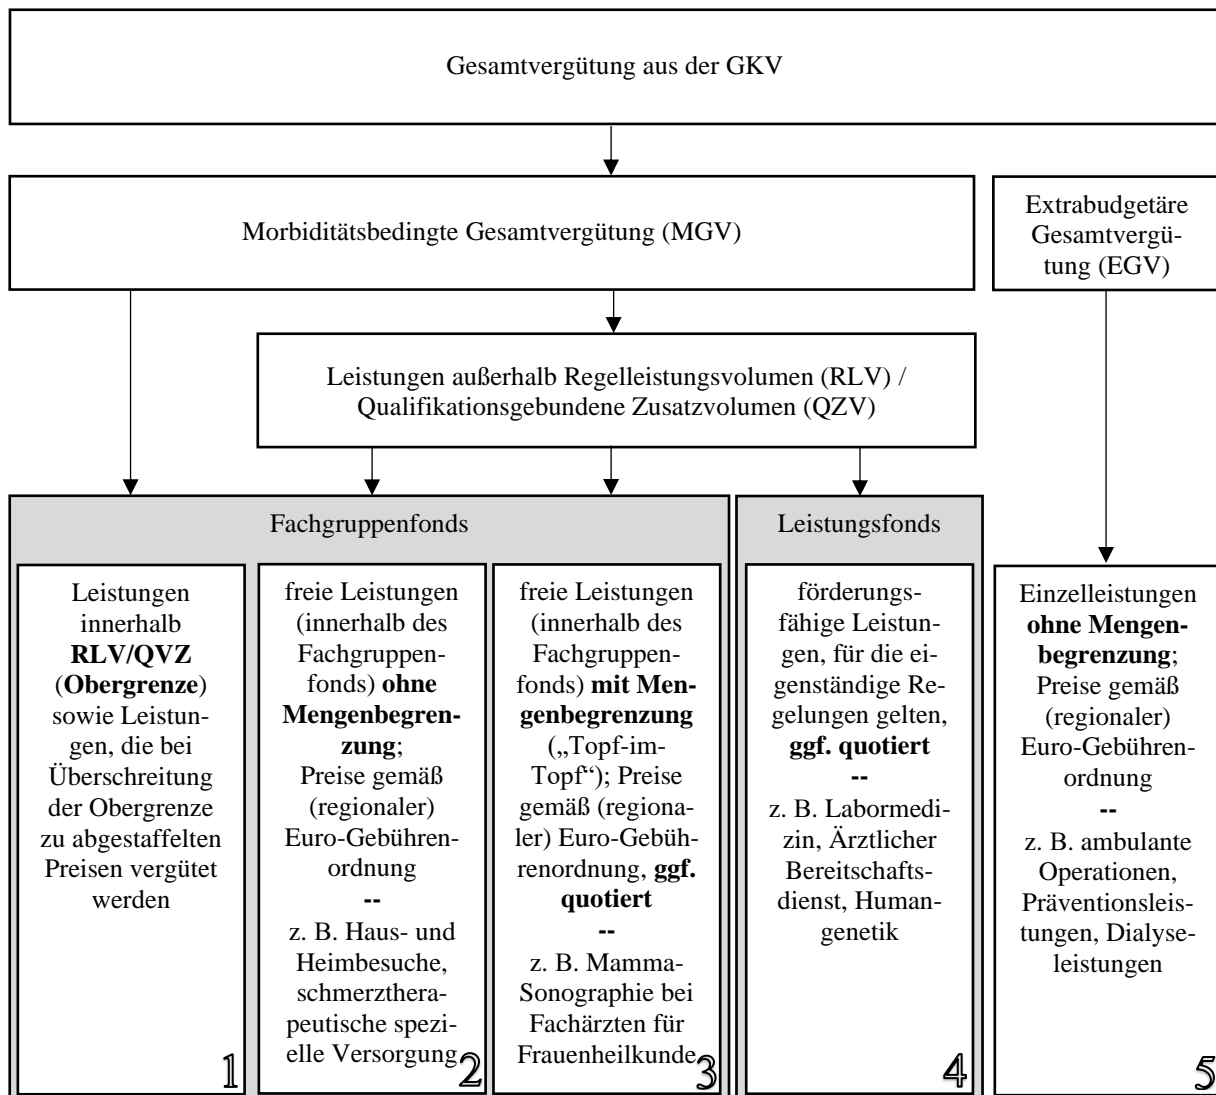 Gesamtvergütung aus der GKV
Morbiditätsbedingte Gesamtvergütung (MGV)
Extrabudgetäre
Gesamtvergü-
tung (EGV)
Leistungen außerhalb Regelleistungsvolumen (RLV) /
Qualifikationsgebundene Zusatzvolumen (QZV)
Fachgruppenfonds
Leistungsfonds
Leistungen
innerhalb
RLV/QVZ
(Obergrenze)
sowie Leistun-
gen, die bei
Überschreitung
der Obergrenze
zu abgestaffelten
Preisen vergütet
werden
1
freie Leistungen
(innerhalb des
Fachgruppen-
fonds) ohne
Mengenbegren-
zung;
Preise gemäß
(regionaler)
Euro-Gebühren-
ordnung
--
z. B. Haus- und
Heimbesuche,
schmerzthera-
peutische spezi-
elle Versorgung
2
freie Leistungen
(innerhalb des
Fachgruppen-
fonds) mit Men-
genbegrenzung
(„Topf-im-
Topf“); Preise
gemäß (regiona-
ler) Euro-Gebüh-
renordnung, ggf.
quotiert
--
z. B. Mamma-
Sonographie bei
Fachärzten für
Frauenheilkunde
3
förderungs-
fähige Leistun-
gen, für die ei-
genständige Re-
gelungen gelten,
ggf. quotiert
--
z. B. Labormedi-
zin, Ärztlicher
Bereitschafts-
dienst, Human-
genetik
4
Einzelleistungen
ohne Mengen-
begrenzung;
Preise gemäß
(regionaler)
Euro-Gebühren-
ordnung
--
z. B. ambulante
Operationen,
Präventionsleis-
tungen, Dialyse-
leistungen
5